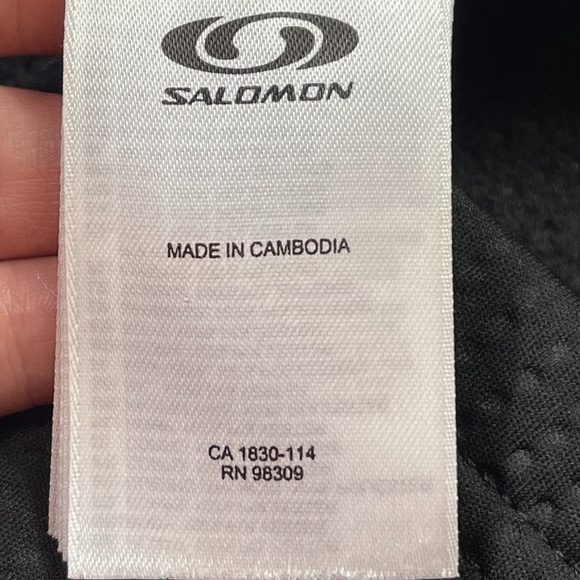 SALOMON
MADE IN CAMBODIA
CA 1830-114
RN 98309